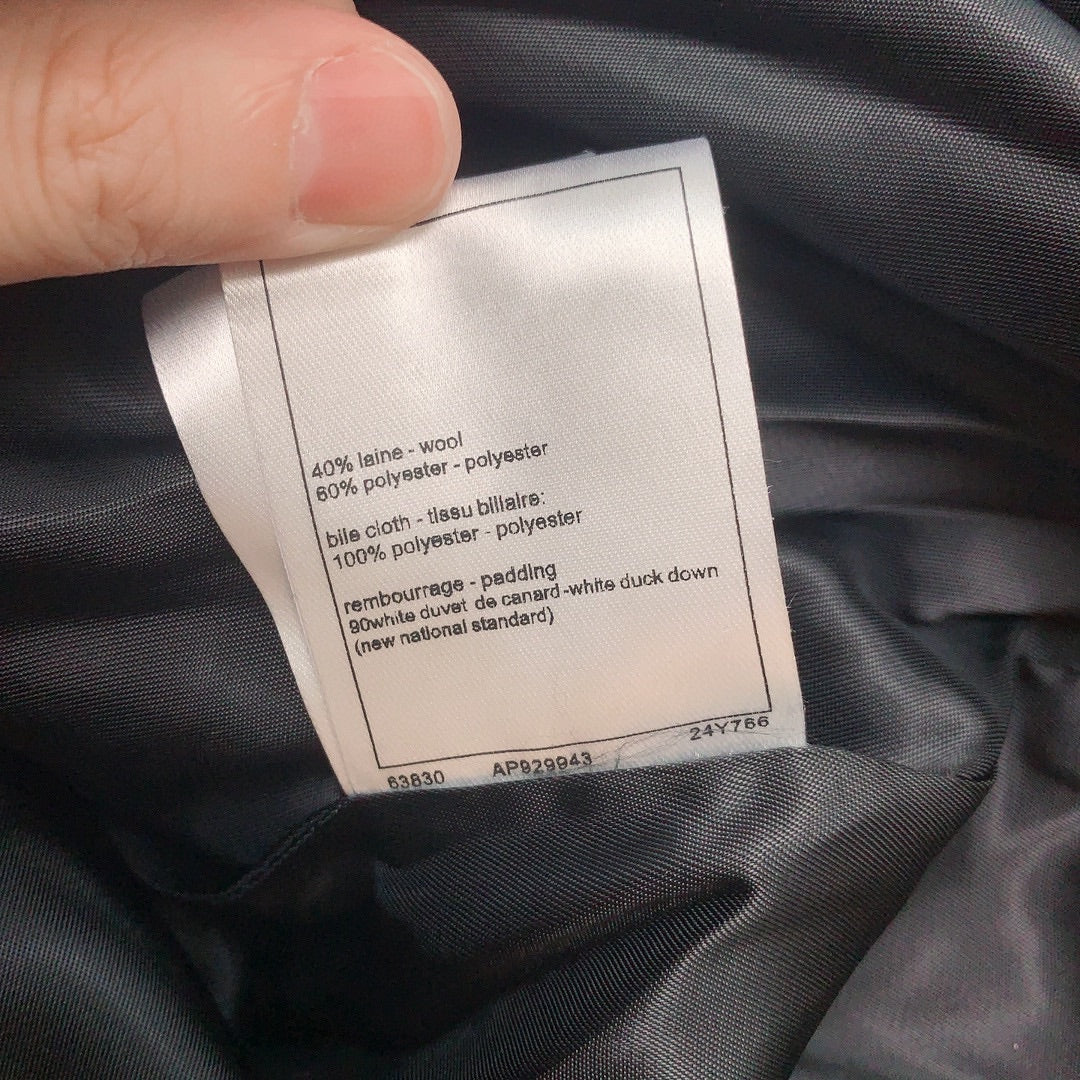 40% laine - wool
60% polyester - polyester
bile cloth - tissu biliaire:
100% polyester - polyester
rembourrage - padding
90white duvet de canard-white duck down
(new national standard)
63830 AP929943 24Y766